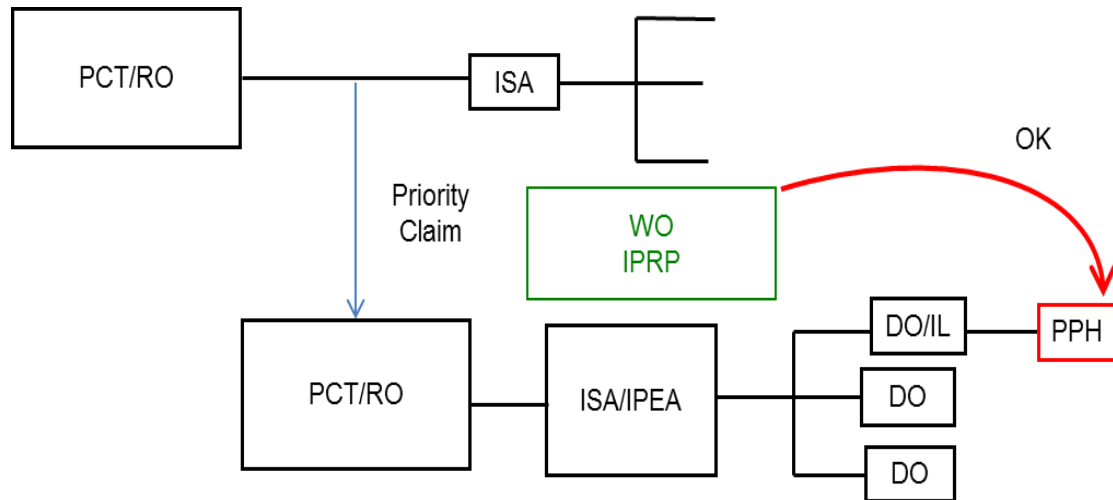 PCT/RO
ISA
OK
Priority
Claim
WO
IPRP
DO/IL
PPH
PCT/RO
ISA/IPEA
DO
DO